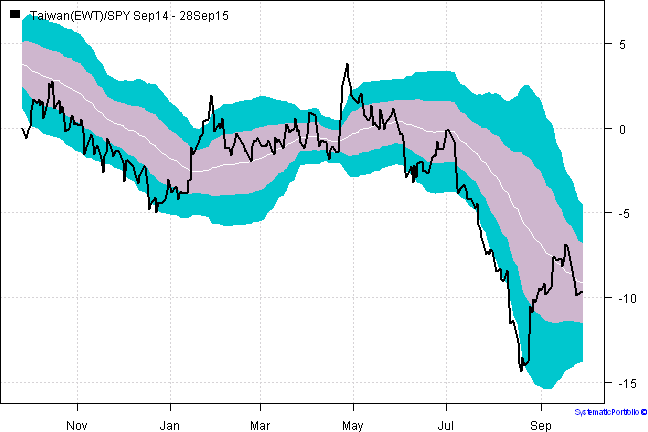 Taiwan(EWT)/SPY Sep14 - 28Sep15
5
0
-5
-10
-15
Nov Jan Mar May Jul Sep
SystematicPortfolio ©